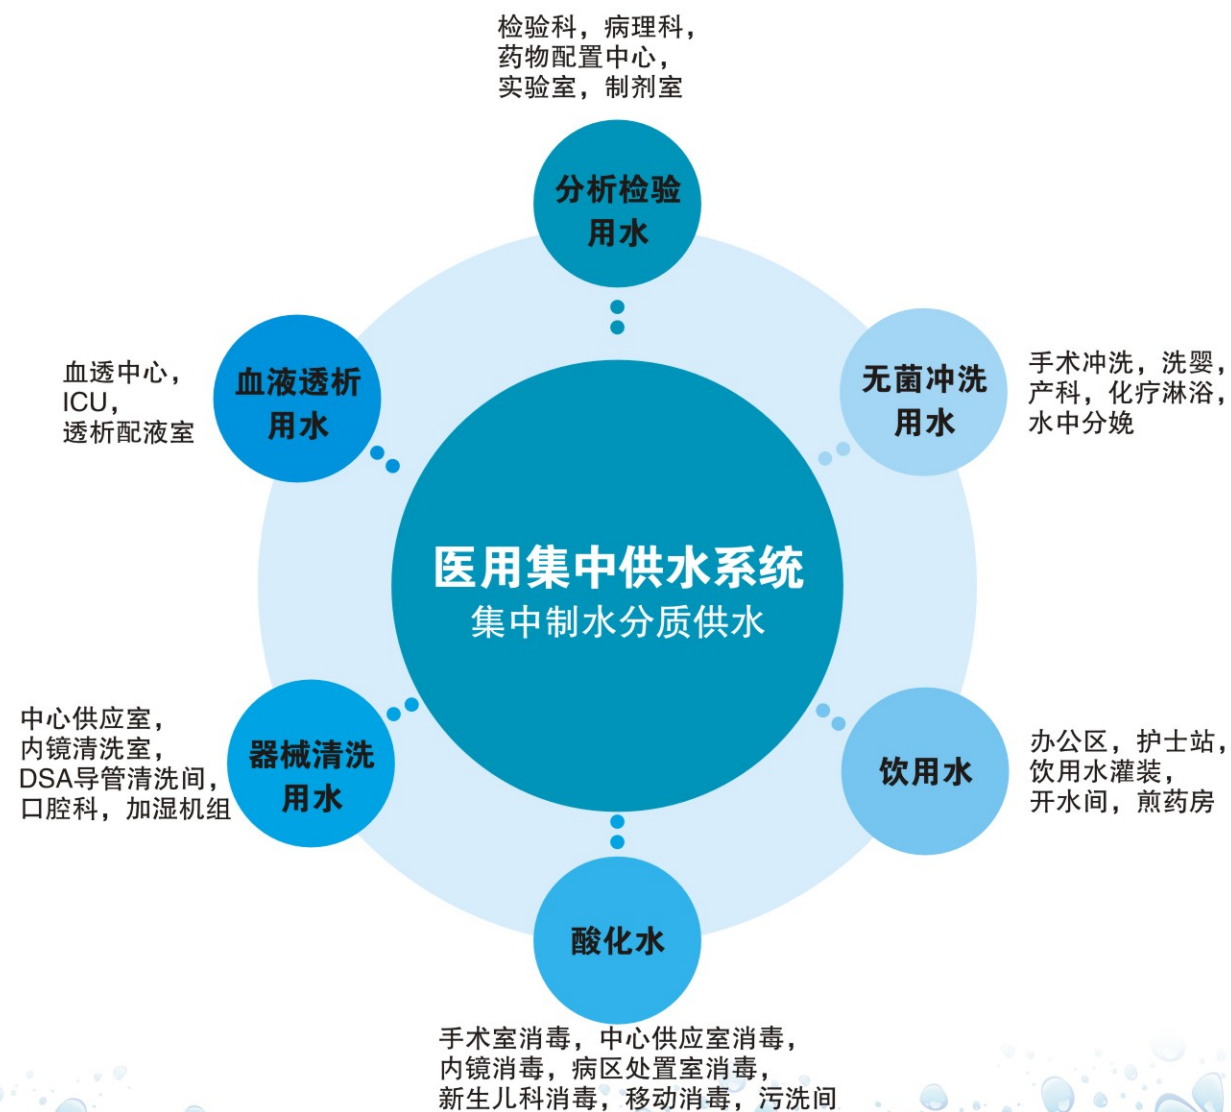 检验科，病理科，
药物配置中心，
实验室，制剂室
分析检验
用水
血透中心，
ICU，
透析配液室
血液透析
用水
无菌冲洗
用水
手术冲洗，洗婴，
产科，化疗淋浴，
水中分娩
医用集中供水系统
集中制水分质供水
中心供应室，
内镜清洗室，
DSA导管清洗间，
口腔科，加湿机组
器械清洗
用水
饮用水
办公区，护士站，
饮用水灌装，
开水间，煎药房
酸化水
手术室消毒，中心供应室消毒，
内镜消毒，病区处置室消毒，
新生儿科消毒，移动消毒，污洗间